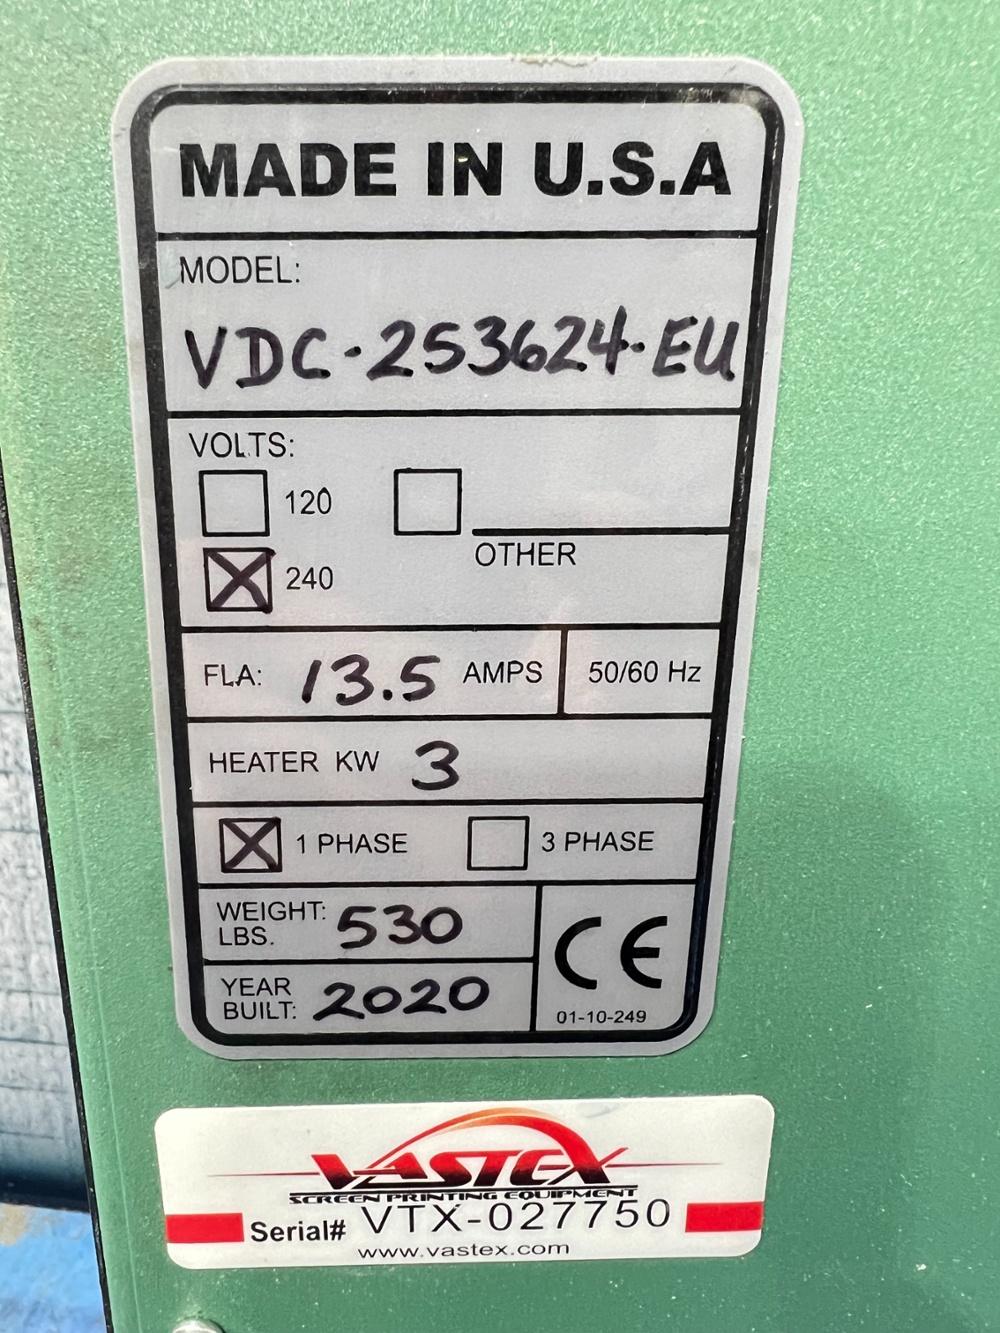 MADE IN U.S.A
MODEL:
VDC-253624-EU
VOLTS:
120
240
OTHER
FLA: 13.5 AMPS 50/60 Hz
HEATER KW 3
1 PHASE 3 PHASE
WEIGHT: LBS. 530
YEAR BUILT: 2020
CE
01-10-249
VASTEX
SCREEN PRINTING EQUIPMENT
Serial# VTX-027750
www.vastex.com